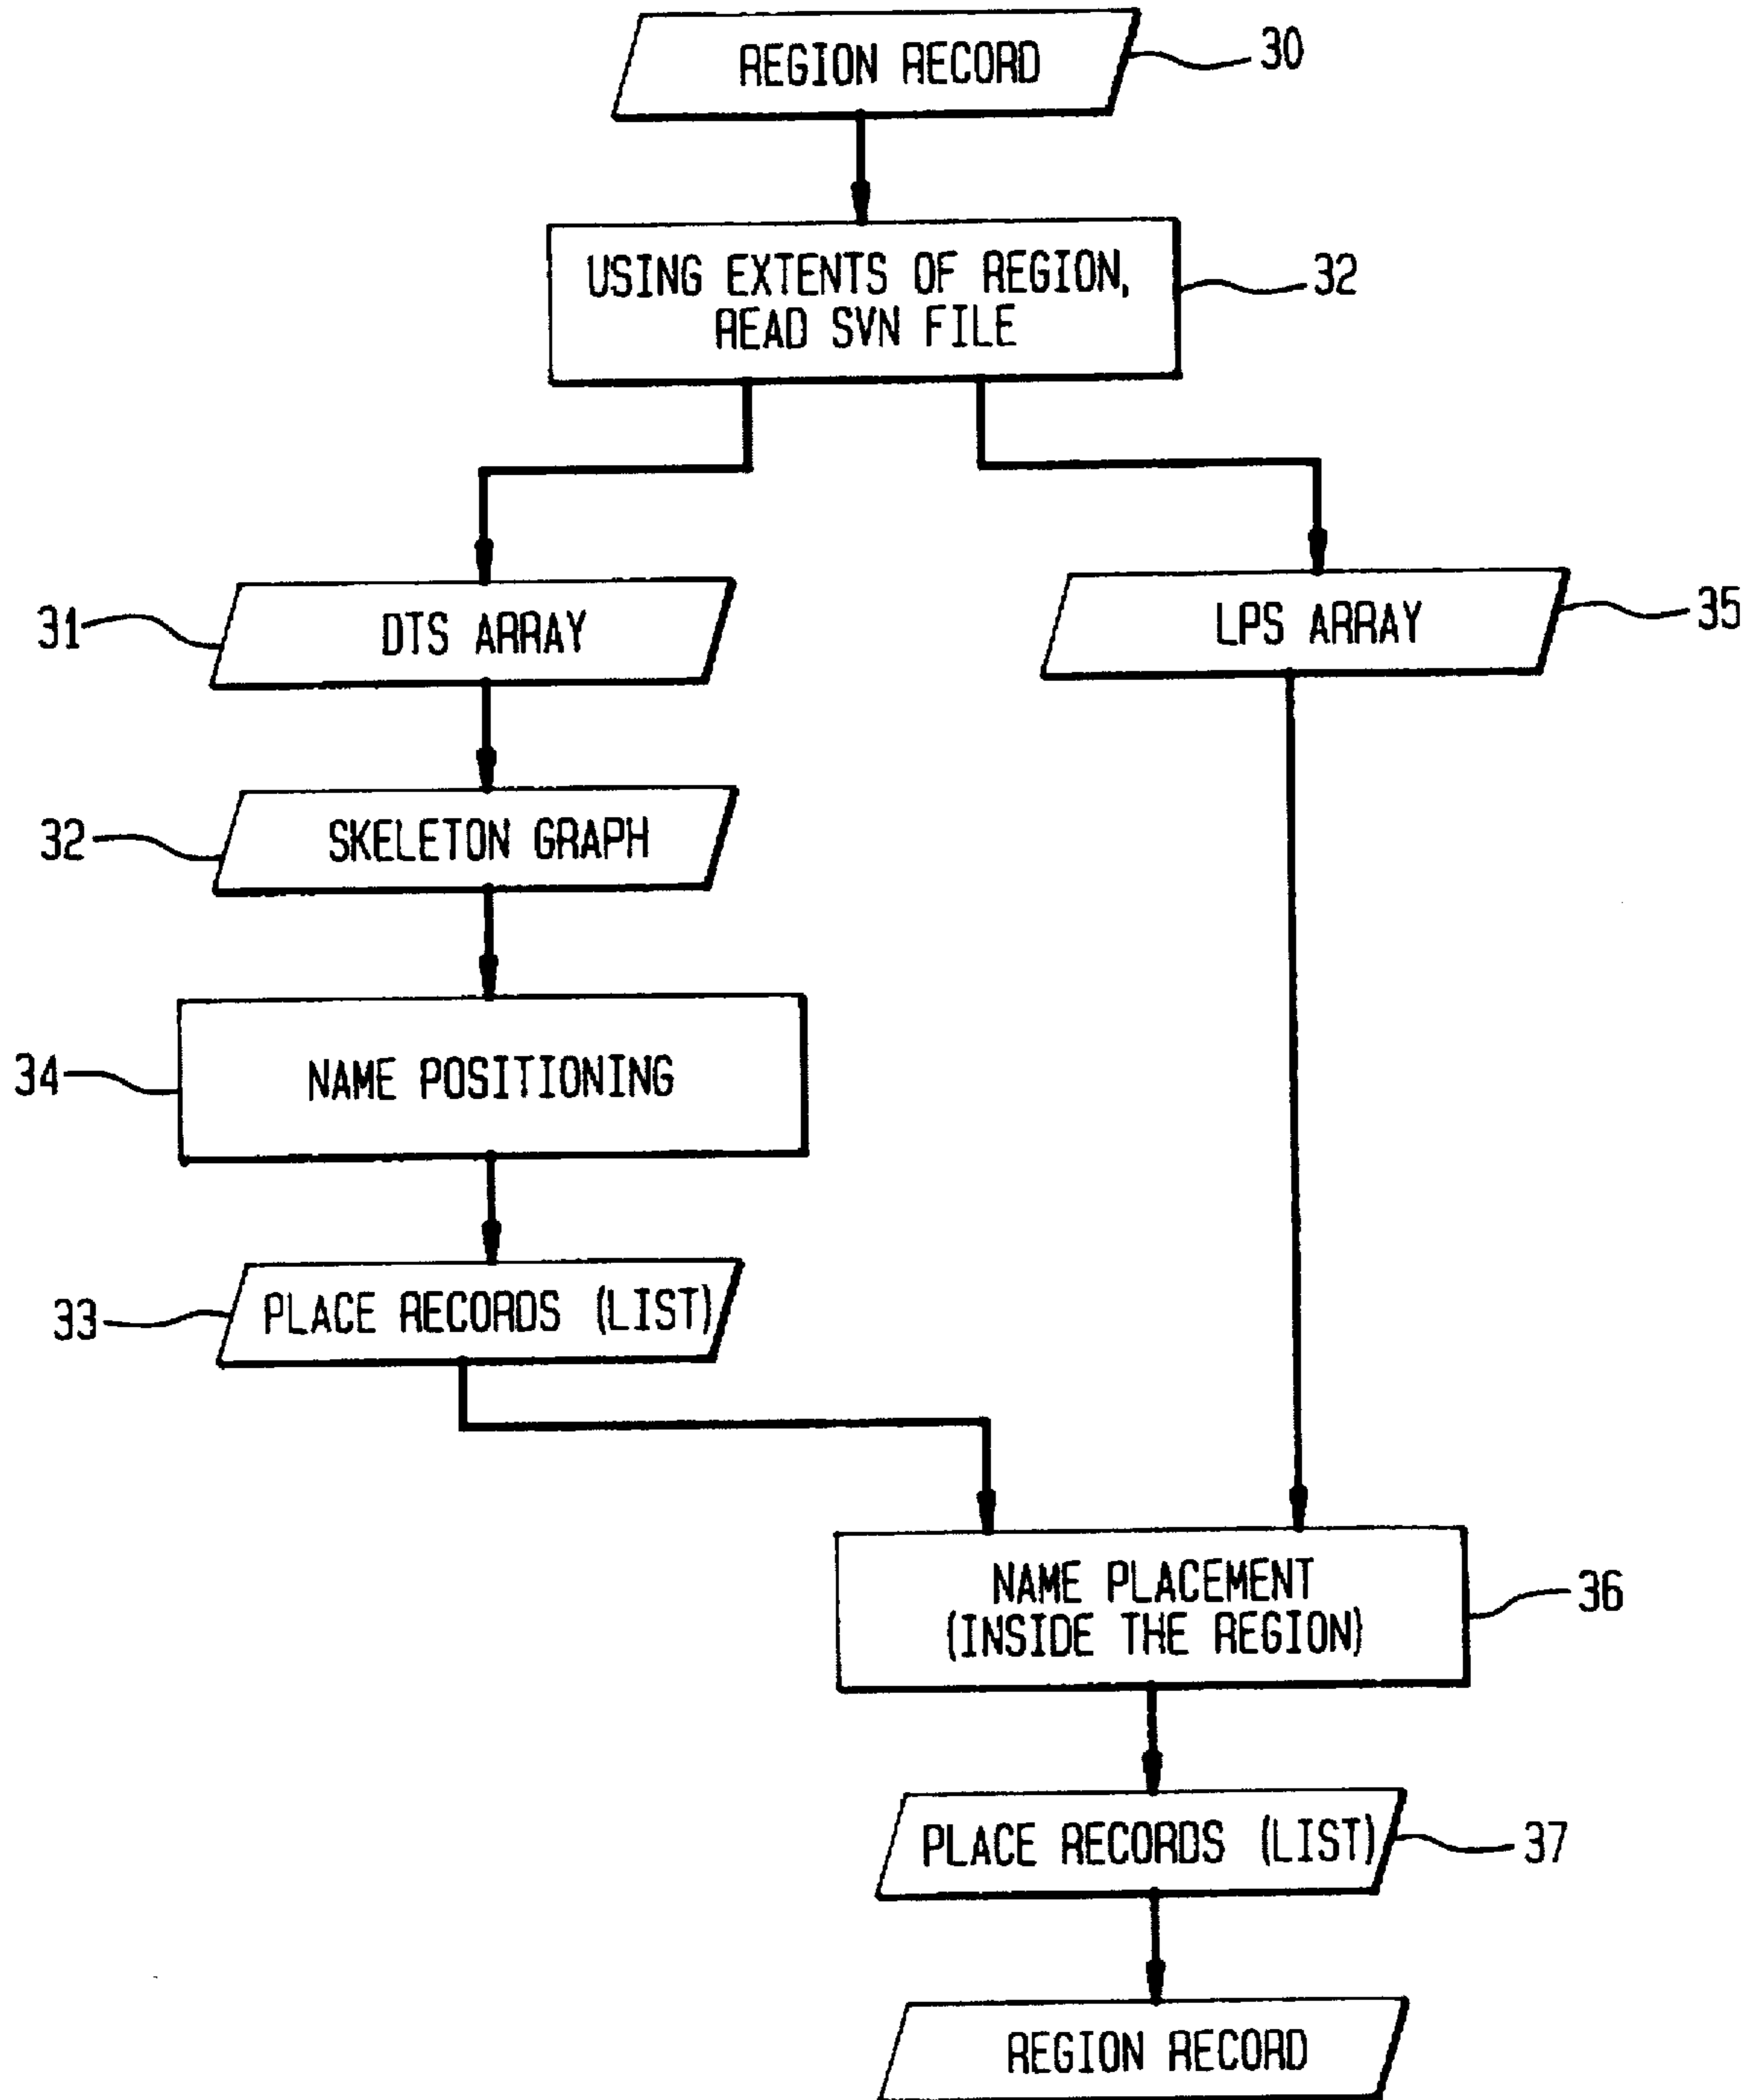 REGION RECORD
30
USING EXTENTS OF REGION,
READ SVN FILE
32
31
DTS ARRAY
LPS ARRAY
35
32
SKELETON GRAPH
34
NAME POSITIONING
33
PLACE RECORDS (LIST)
NAME PLACEMENT
(INSIDE THE REGION)
36
PLACE RECORDS (LIST)
37
REGION RECORD